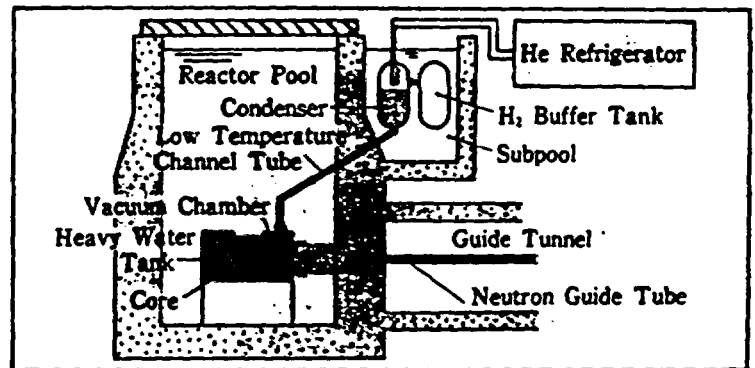 He Refrigerator
Reactor Pool
Condenser
H₂ Buffer Tank
Low Temperature
Channel Tube
Subpool
Vacuum Chamber
Heavy Water
Tank
Guide Tunnel
Core
Neutron Guide Tube